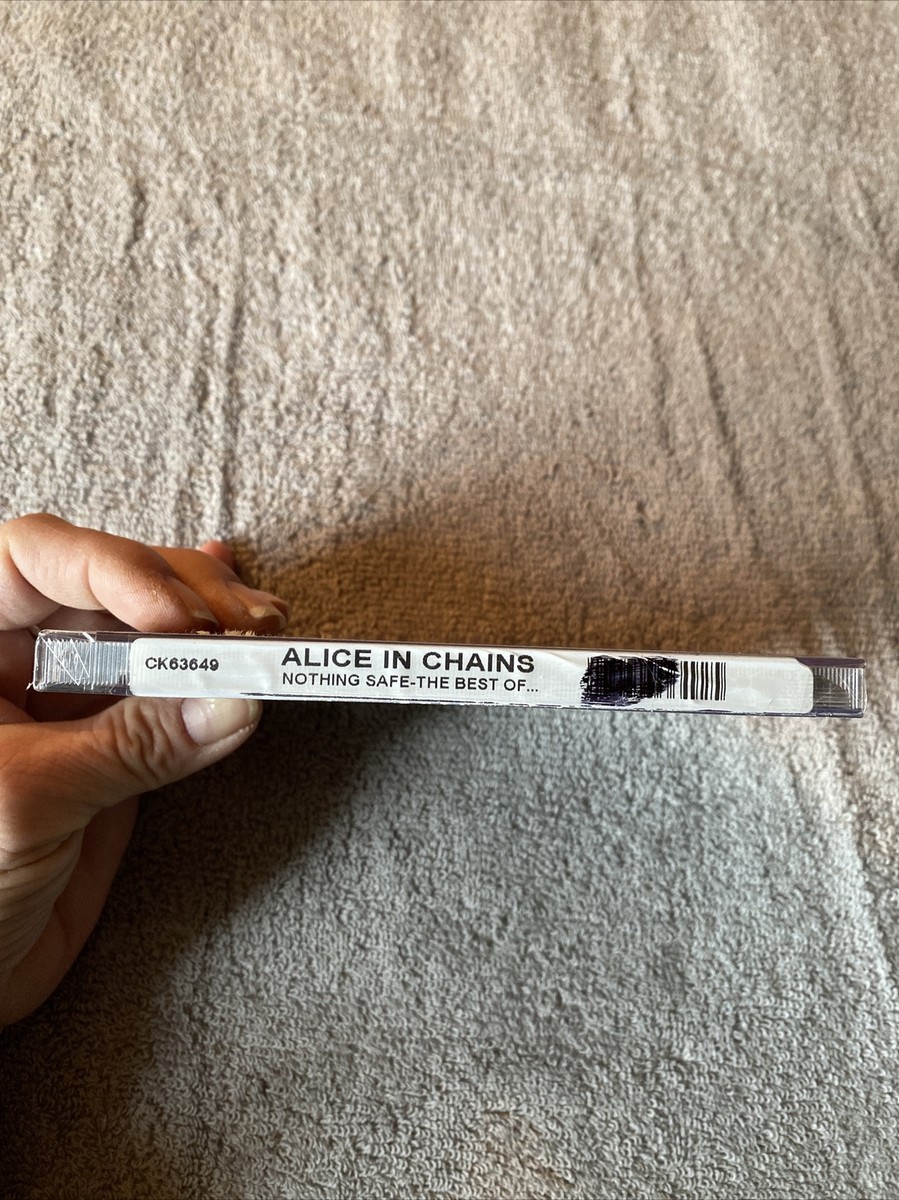 CK63649
ALICE IN CHAINS
NOTHING SAFE-THE BEST OF...